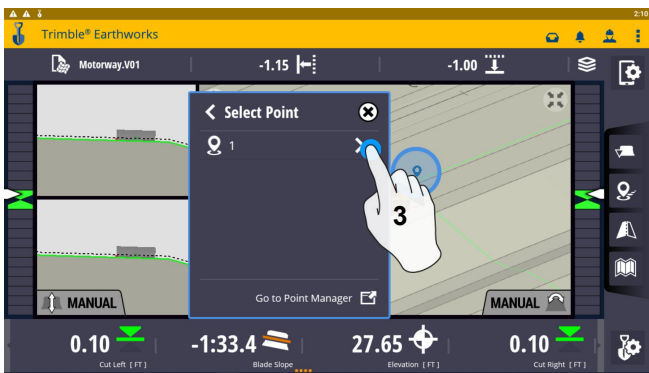 2:10
Trimble® Earthworks
Motorway.V01
-1.15
-1.00
Select Point
1
3
Go to Point Manager
MANUAL
MANUAL
0.10
-1:33.4
27.65
0.10
Cut Left [ FT ]
Blade Slope
Elevation [ FT ]
Cut Right [ FT ]